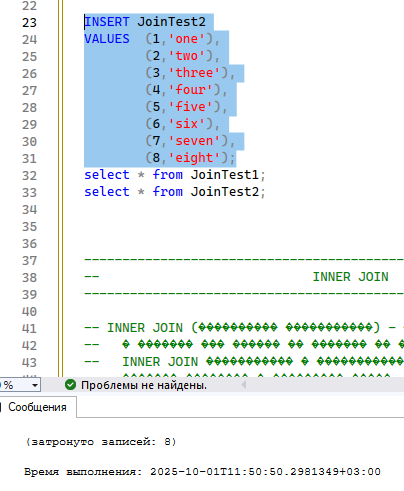 22
23 INSERT JoinTest2
24 VALUES (1,'one'),
25 (2,'two'),
26 (3,'three'),
27 (4,'four'),
28 (5,'five'),
29 (6,'six'),
30 (7,'seven'),
31 (8,'eight');
32 select * from JoinTest1;
33 select * from JoinTest2;
34
35
36
37 --------------------------------------------
38 -- INNER JOIN
39 --------------------------------------------
40
41 -- INNER JOIN (���������� �����������) -
42 -- � ������� ��� ������ �� ������� ��
43 -- INNER JOIN ����������� �
% Проблемы не найдены.
Сообщения
(затронуто записей: 8)
Время выполнения: 2025-10-01T11:50:50.2981349+03:00